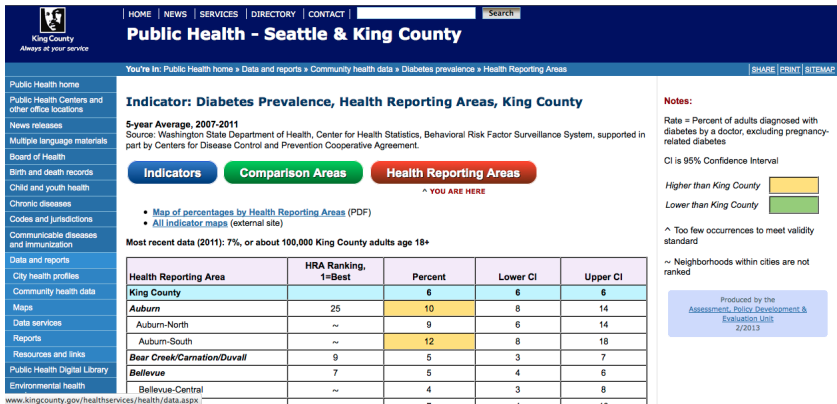 HOME | NEWS | SERVICES | DIRECTORY | CONTACT |
Search
King County
Always at your service
Public Health - Seattle & King County
You're in: Public Health home » Data and reports » Community health data » Diabetes prevalence » Health Reporting Areas
SHARE PRINT SITEMAP
Public Health home
Public Health Centers and
other office locations
News releases
Multiple language materials
Board of Health
Birth and death records
Child and youth health
Chronic diseases
Codes and jurisdictions
Communicable diseases
and immunization
Data and reports
City health profiles
Community health data
Maps
Data services
Reports
Resources and links
Public Health Digital Library
Environmental health
www.kingcounty.gov/healthservices/health/data.aspx
Indicator: Diabetes Prevalence, Health Reporting Areas, King County
5-year Average, 2007-2011
Source: Washington State Department of Health, Center for Health Statistics, Behavioral Risk Factor Surveillance System, supported in
part by Centers for Disease Control and Prevention Cooperative Agreement.
Indicators
Comparison Areas
Health Reporting Areas
^ YOU ARE HERE
• Map of percentages by Health Reporting Areas (PDF)
• All indicator maps (external site)
Most recent data (2011): 7%, or about 100,000 King County adults age 18+
Health Reporting Area | HRA Ranking, 1=Best | Percent | Lower CI | Upper CI
King County 6 6 6
Auburn 25 10 8 14
Auburn-North ~ 9 6 14
Auburn-South ~ 12 8 18
Bear Creek/Carnation/Duvall 9 5 3 7
Bellevue 7 5 4 6
Bellevue-Central ~ 4 3 8
Notes:
Rate = Percent of adults diagnosed with
diabetes by a doctor, excluding pregnancy-
related diabetes
CI is 95% Confidence Interval
Higher than King County
Lower than King County
^ Too few occurrences to meet validity
standard
~ Neighborhoods within cities are not
ranked
Produced by the
Assessment, Policy Development &
Evaluation Unit
2/2013